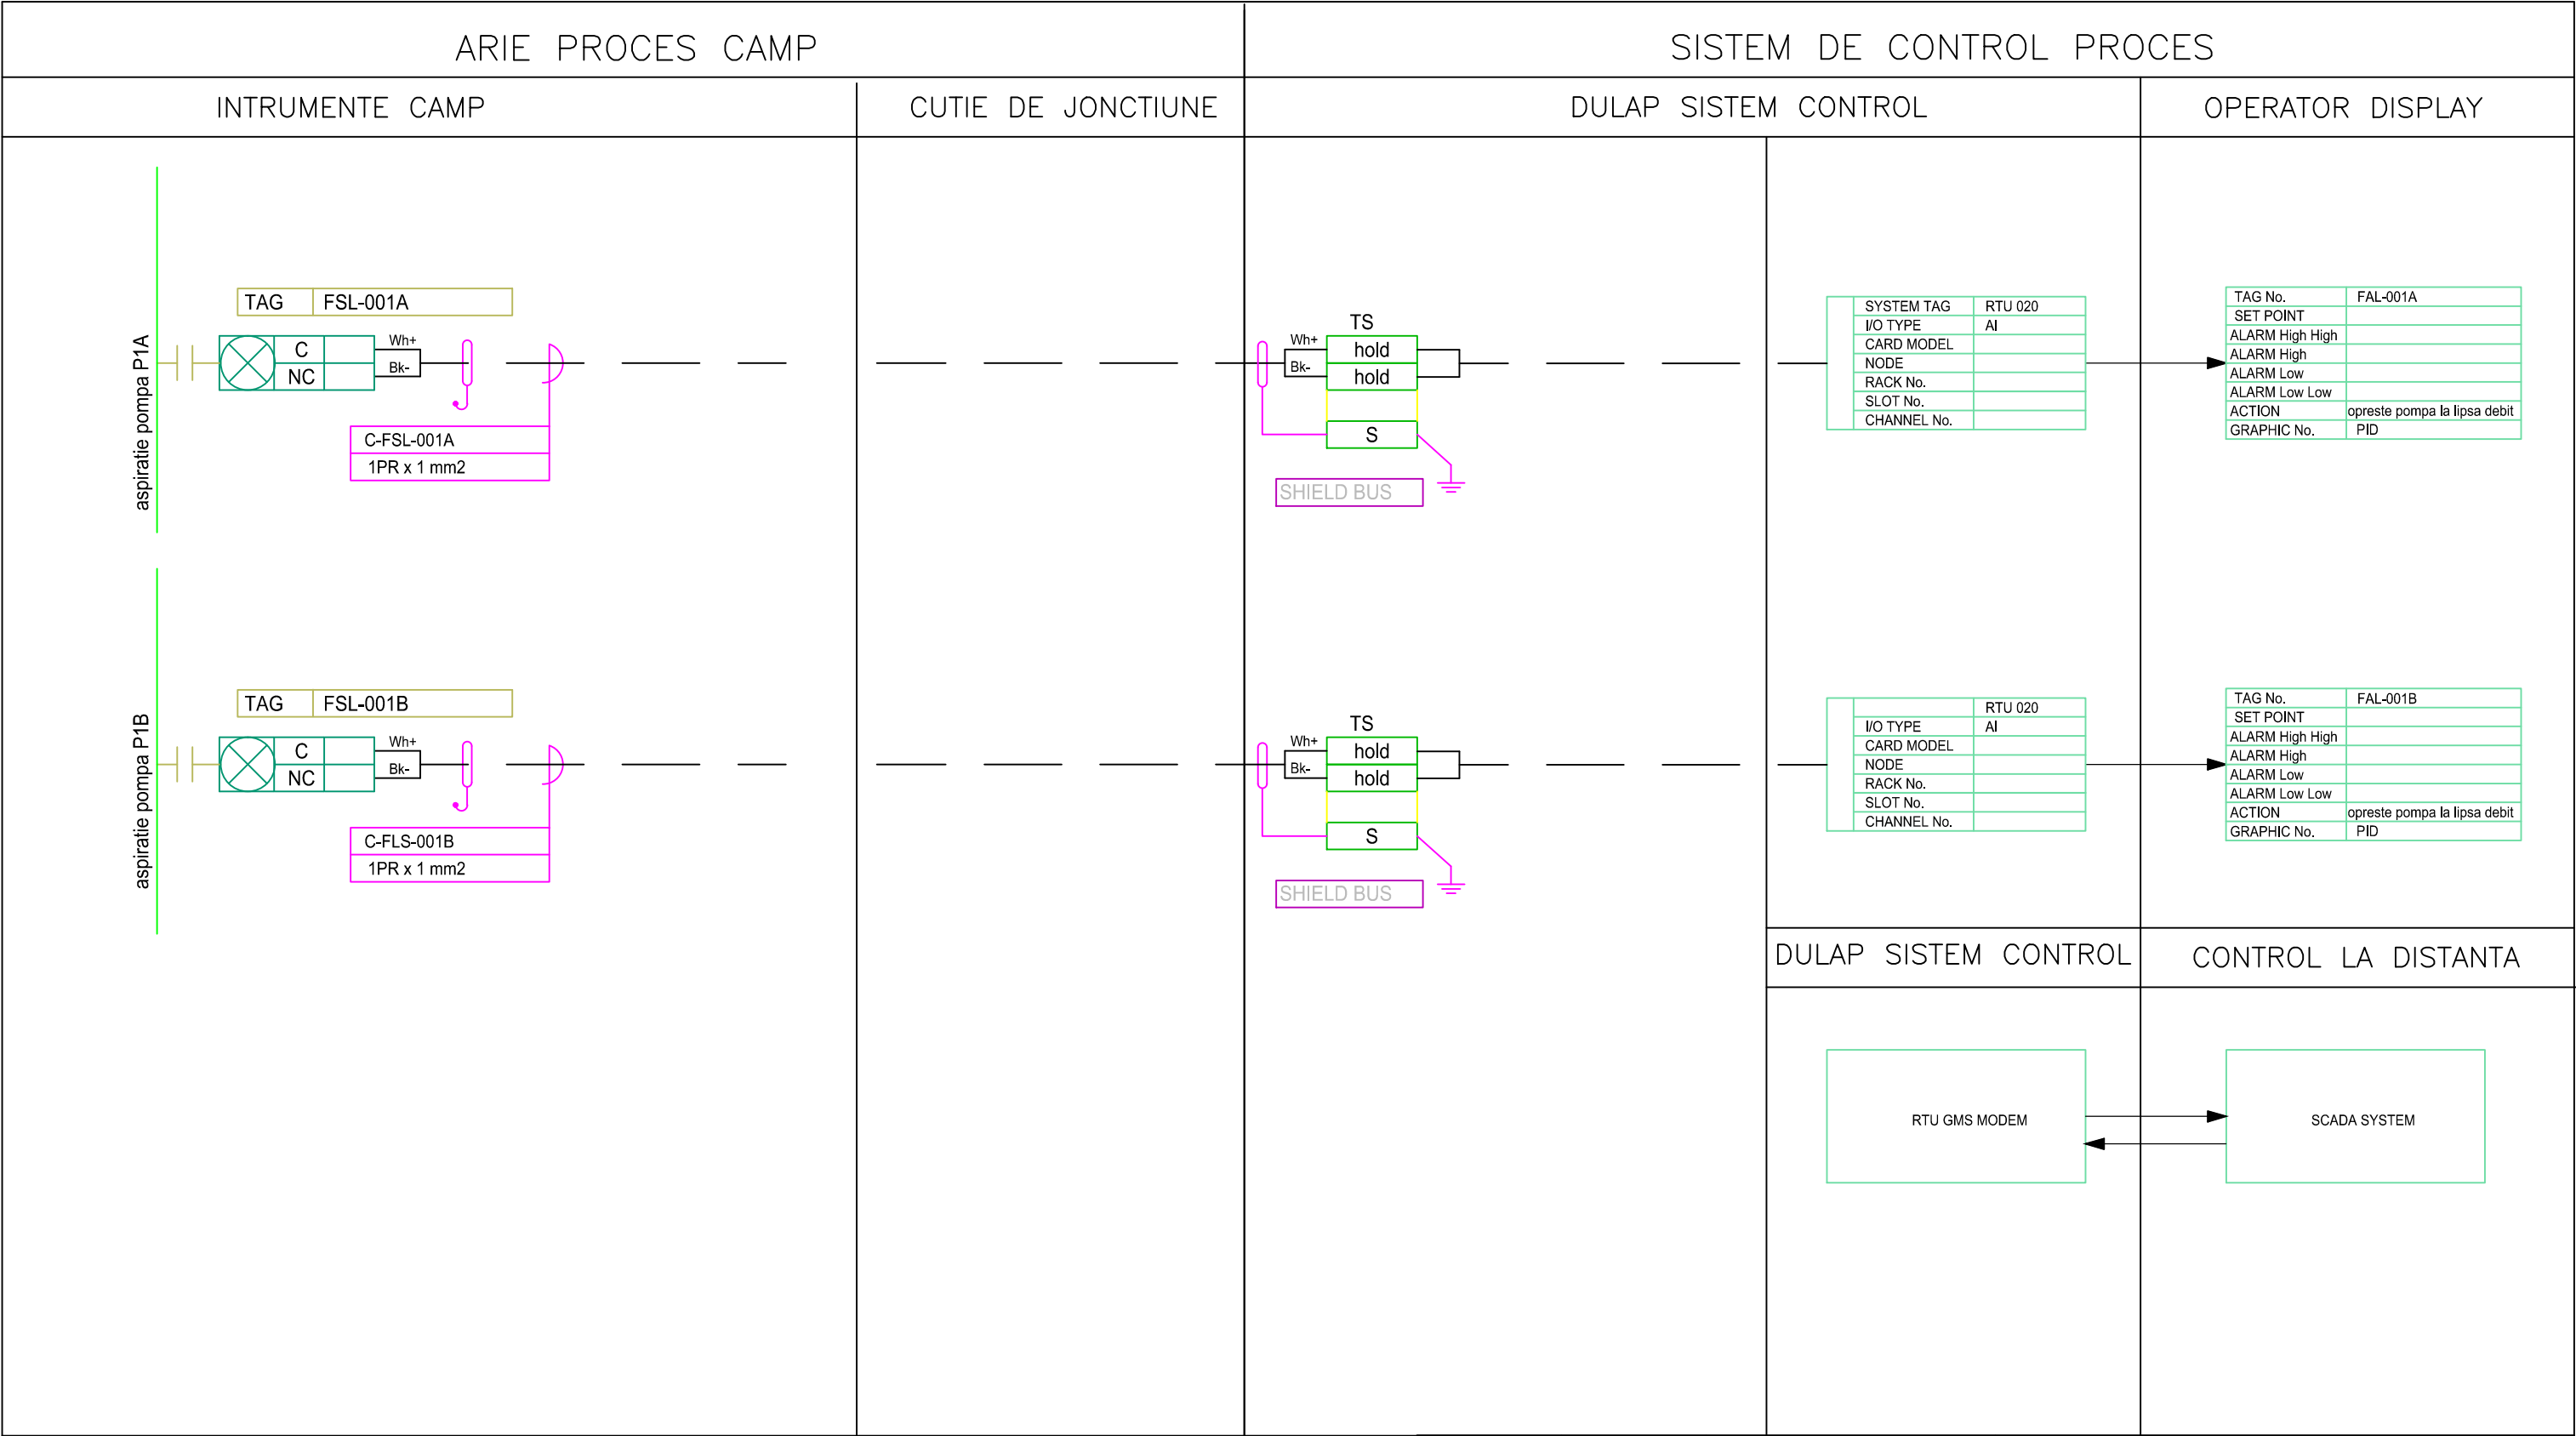 ARIE PROCES CAMP
SISTEM DE CONTROL PROCES
INTRUMENTE CAMP
CUTIE DE JONCTIUNE
DULAP SISTEM CONTROL
OPERATOR DISPLAY
aspiratie pompa P1A
TAG FSL-001A
C
NC
Wh+
Bk-
C-FSL-001A
1PR x 1 mm2
TS
Wh+
Bk-
hold
hold
S
SHIELD BUS
SYSTEM TAG RTU 020
I/O TYPE AI
CARD MODEL
NODE
RACK No.
SLOT No.
CHANNEL No.
TAG No. FAL-001A
SET POINT
ALARM High High
ALARM High
ALARM Low
ALARM Low Low
ACTION opreste pompa la lipsa debit
GRAPHIC No. PID
aspiratie pompa P1B
TAG FSL-001B
C
NC
Wh+
Bk-
C-FLS-001B
1PR x 1 mm2
TS
Wh+
Bk-
hold
hold
S
SHIELD BUS
RTU 020
I/O TYPE AI
CARD MODEL
NODE
RACK No.
SLOT No.
CHANNEL No.
TAG No. FAL-001B
SET POINT
ALARM High High
ALARM High
ALARM Low
ALARM Low Low
ACTION opreste pompa la lipsa debit
GRAPHIC No. PID
DULAP SISTEM CONTROL
CONTROL LA DISTANTA
RTU GMS MODEM
SCADA SYSTEM